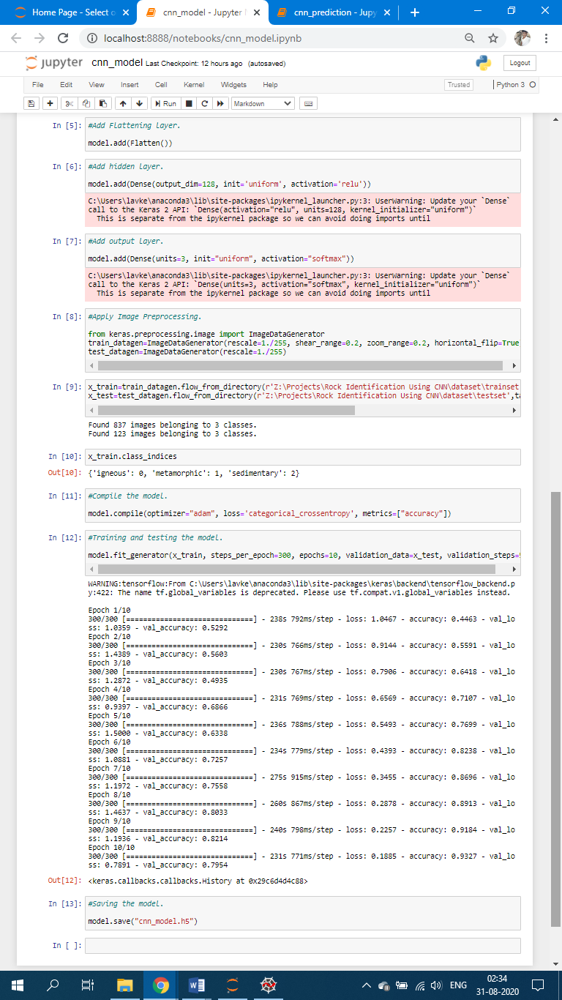 Home Page - Select o
cnn_model - Jupyter
cnn_prediction - Jupy
localhost:8888/notebooks/cnn_model.ipynb
jupyter cnn_model Last Checkpoint: 12 hours ago (autosaved)
Logout
File Edit View Insert Cell Kernel Widgets Help
Trusted
Python 3
Run
Markdown
In [5]: #Add Flattening Layer.
model.add(Flatten())
In [6]: #Add hidden Layer.
model.add(Dense(output_dim=128, init='uniform', activation='relu'))
C:\Users\lavke\anaconda3\lib\site-packages\ipykernel_launcher.py:3: UserWarning: Update your `Dense`
call to the Keras 2 API: `Dense(activation="relu", units=128, kernel_initializer="uniform")`
This is separate from the ipykernel package so we can avoid doing imports until
In [7]: #Add output Layer.
model.add(Dense(units=3, init="uniform", activation="softmax"))
C:\Users\lavke\anaconda3\lib\site-packages\ipykernel_launcher.py:3: UserWarning: Update your `Dense`
call to the Keras 2 API: `Dense(units=3, activation="softmax", kernel_initializer="uniform")`
This is separate from the ipykernel package so we can avoid doing imports until
In [8]: #Apply Image Preprocessing.
from keras.preprocessing.image import ImageDataGenerator
train_datagen=ImageDataGenerator(rescale=1./255, shear_range=0.2, zoom_range=0.2, horizontal_flip=True
test_datagen=ImageDataGenerator(rescale=1./255)
In [9]: x_train=train_datagen.flow_from_directory(r'Z:\Projects\Rock Identification Using CNN\dataset\trainset
x_test=test_datagen.flow_from_directory(r'Z:\Projects\Rock Identification Using CNN\dataset\testset',ta
Found 837 images belonging to 3 classes.
Found 123 images belonging to 3 classes.
In [10]: x_train.class_indices
Out[10]: {'igneous': 0, 'metamorphic': 1, 'sedimentary': 2}
In [11]: #Compile the model.
model.compile(optimizer="adam", loss='categorical_crossentropy', metrics=["accuracy"])
In [12]: #Training and testing the model.
model.fit_generator(x_train, steps_per_epoch=300, epochs=10, validation_data=x_test, validation_steps=
WARNING:tensorflow:From C:\Users\lavke\anaconda3\lib\site-packages\keras\backend\tensorflow_backend.p
y:422: The name tf.global_variables is deprecated. Please use tf.compat.v1.global_variables instead.
Epoch 1/10
300/300 [==============================] - 238s 792ms/step - loss: 1.0467 - accuracy: 0.4463 - val_lo
ss: 1.0359 - val_accuracy: 0.5292
Epoch 2/10
300/300 [==============================] - 230s 766ms/step - loss: 0.9144 - accuracy: 0.5591 - val_lo
ss: 1.4389 - val_accuracy: 0.5603
Epoch 3/10
300/300 [==============================] - 230s 767ms/step - loss: 0.7906 - accuracy: 0.6418 - val_lo
ss: 1.2872 - val_accuracy: 0.4935
Epoch 4/10
300/300 [==============================] - 231s 769ms/step - loss: 0.6569 - accuracy: 0.7107 - val_lo
ss: 0.9397 - val_accuracy: 0.6866
Epoch 5/10
300/300 [==============================] - 236s 788ms/step - loss: 0.5493 - accuracy: 0.7699 - val_lo
ss: 1.5000 - val_accuracy: 0.6338
Epoch 6/10
300/300 [==============================] - 234s 779ms/step - loss: 0.4393 - accuracy: 0.8238 - val_lo
ss: 1.0881 - val_accuracy: 0.7257
Epoch 7/10
300/300 [==============================] - 275s 915ms/step - loss: 0.3455 - accuracy: 0.8696 - val_lo
ss: 1.1972 - val_accuracy: 0.7558
Epoch 8/10
300/300 [==============================] - 260s 867ms/step - loss: 0.2878 - accuracy: 0.8913 - val_lo
ss: 1.4637 - val_accuracy: 0.8033
Epoch 9/10
300/300 [==============================] - 240s 798ms/step - loss: 0.2257 - accuracy: 0.9184 - val_lo
ss: 1.1936 - val_accuracy: 0.8214
Epoch 10/10
300/300 [==============================] - 231s 771ms/step - loss: 0.1885 - accuracy: 0.9327 - val_lo
ss: 0.7891 - val_accuracy: 0.7954
Out[12]: <keras.callbacks.callbacks.History at 0x29c6d4d4c88>
In [13]: #Saving the model.
model.save("cnn_model.h5")
In [ ]:
ENG
02:34
31-08-2020